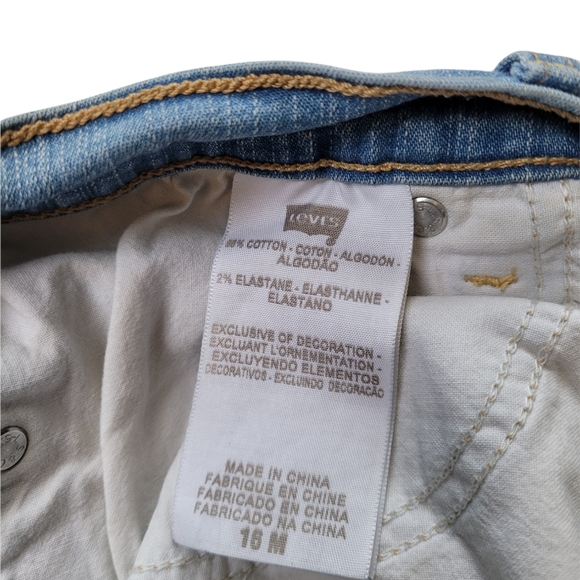 Levi's
98% COTTON - COTON - ALGODÓN -
ALGODÃO
2% ELASTANE - ELASTHANNE -
ELASTANO
EXCLUSIVE OF DECORATION -
EXCLUANT L'ORNEMENTATION -
EXCLUYENDO ELEMENTOS
DECORATIVOS - EXCLUINDO DECORAÇÃO
MADE IN CHINA
FABRIQUE EN CHINE
FABRICADO EN CHINA
FABRICADO NA CHINA
16 M